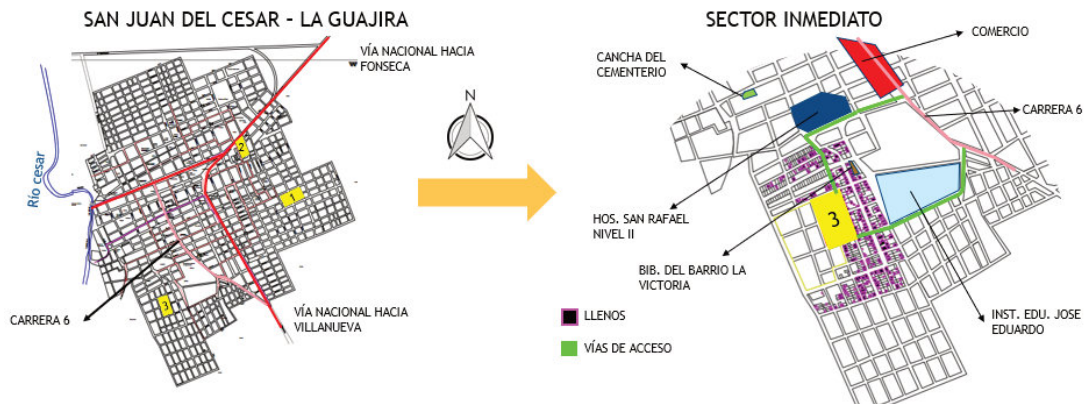 SAN JUAN DEL CESAR - LA GUAJIRA
VÍA NACIONAL HACIA
FONSECA
Río cesar
2
1
3
CARRERA 6
VÍA NACIONAL HACIA
VILLANUEVA
N
SECTOR INMEDIATO
COMERCIO
CANCHA DEL
CEMENTERIO
CARRERA 6
HOS. SAN RAFAEL
NIVEL II
3
BIB. DEL BARRIO LA
VICTORIA
INST. EDU. JOSE
EDUARDO
LLENOS
VÍAS DE ACCESO